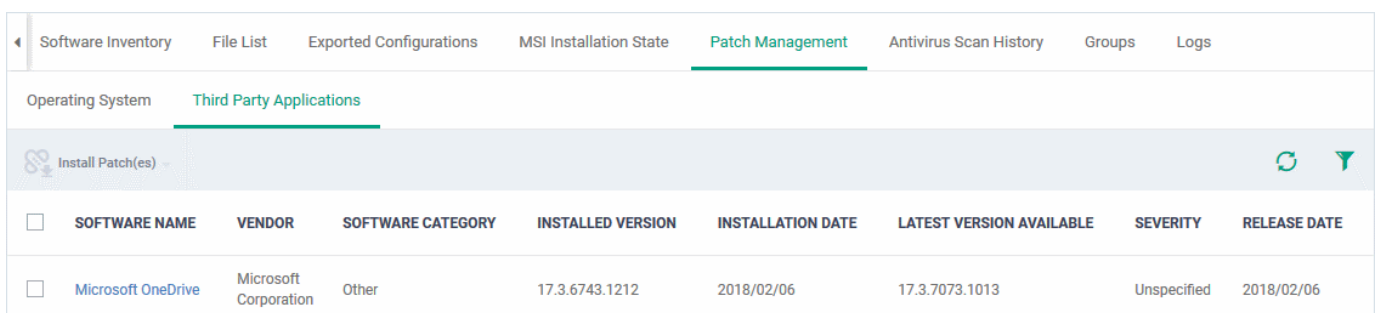 Software Inventory File List Exported Configurations MSI Installation State Patch Management Antivirus Scan History Groups Logs
Operating System Third Party Applications
Install Patch(es)
SOFTWARE NAME VENDOR SOFTWARE CATEGORY INSTALLED VERSION INSTALLATION DATE LATEST VERSION AVAILABLE SEVERITY RELEASE DATE
Microsoft OneDrive Microsoft Corporation Other 17.3.6743.1212 2018/02/06 17.3.7073.1013 Unspecified 2018/02/06